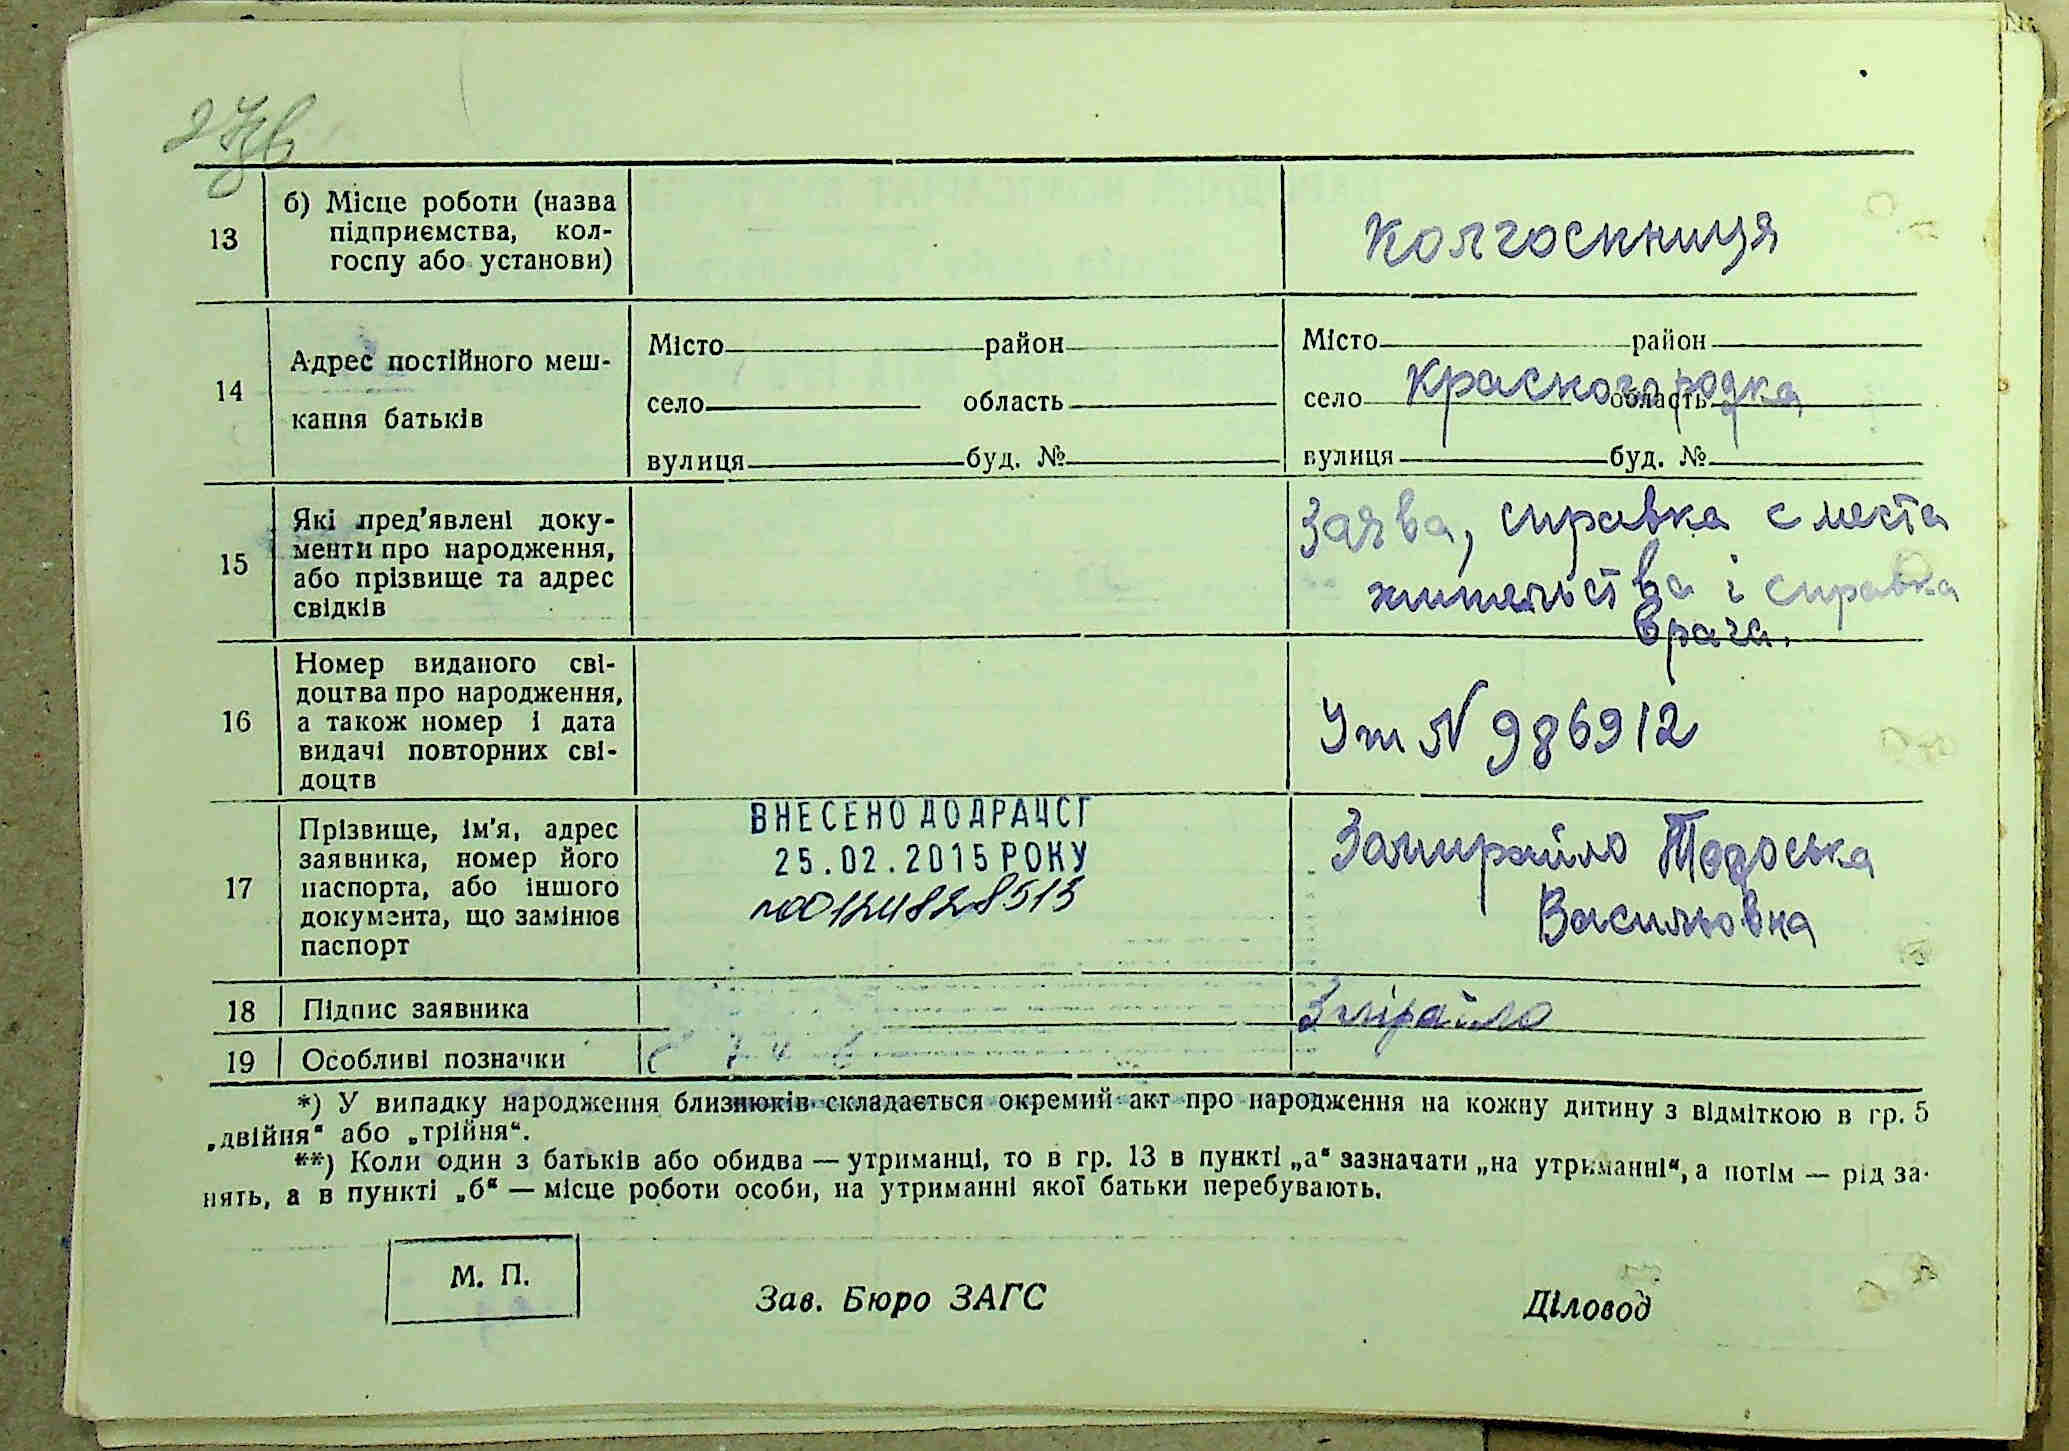 13
б) Місце роботи (назва
підприємства, кол-
госпу або установи)
колгоспниця
14
Адрес постійного меш-
кання батьків
Місто район
село область
вулиця буд. №
Місто район
село Красногородка область
вулиця буд. №
15
Які пред'явлені доку-
менти про народження,
або прізвище та адрес
свідків
Заява, справка с места
жительства і справка
врача.
16
Номер виданого сві-
доцтва про народження,
а також номер і дата
видачі повторних сві-
доцтв
N 986912
17
Прізвище, ім'я, адрес
заявника, номер його
паспорта, або іншого
документа, що замінює
паспорт
ВНЕСЕНО ДО ДРАЦСГ
25.02.2015 РОКУ
00124828513
Замирайло Тодоська
Васильовка
18
Підпис заявника
Зміраило
19
Особливі позначки
*) У випадку народження близнюків складається окремий акт про народження на кожну дитину з відміткою в гр. 5
„двійня“ або „трійня“.
**) Коли один з батьків або обидва — утриманці, то в гр. 13 в пункті „а“ зазначати „на утриманні“, а потім — рід за-
нять, а в пункті „б“ — місце роботи особи, на утриманні якої батьки перебувають.
М. П.
Зав. Бюро ЗАГС
Діловод